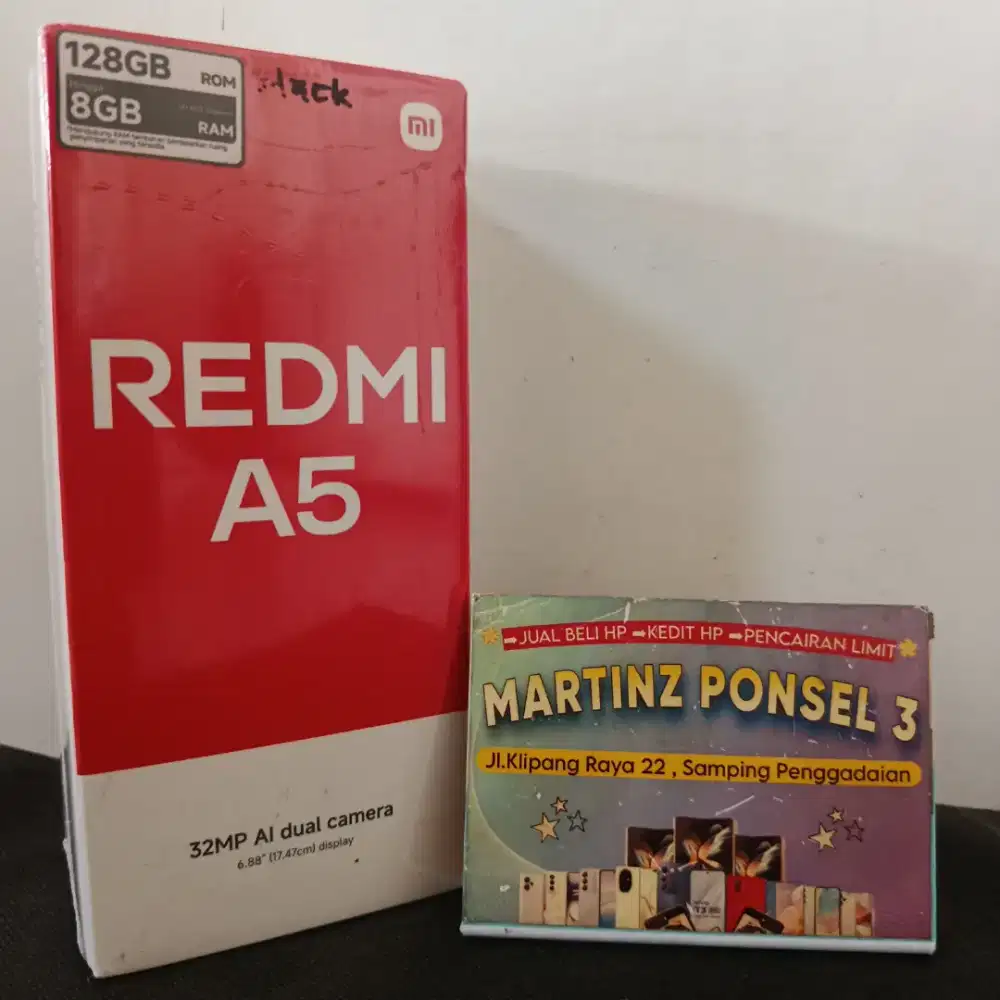 128GB
ROM
8GB
RAM
mi
REDMI
A5
32MP AI dual camera
6.88" (17.47cm) display
JUAL BELI HP KEDIT HP PENCAIRAN LIMIT
MARTINZ PONSEL 3
Jl.Klipang Raya 22 , Samping Penggadaian